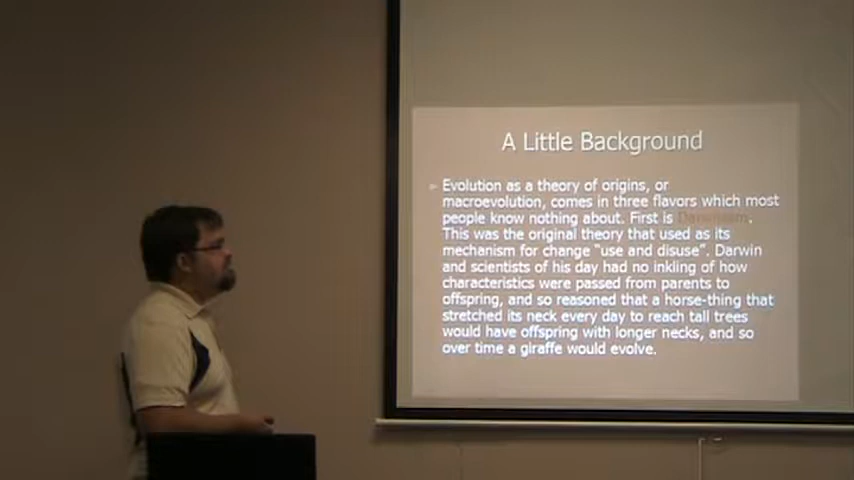 A Little Background
Evolution as a theory of origins, or
macroevolution, comes in three flavors which most
people know nothing about. First is Darwinism.
This was the original theory that used as its
mechanism for change "use and disuse". Darwin
and scientists of his day had no inkling of how
characteristics were passed from parents to
offspring, and so reasoned that a horse-thing that
stretched its neck every day to reach tall trees
would have offspring with longer necks, and so
over time a giraffe would evolve.